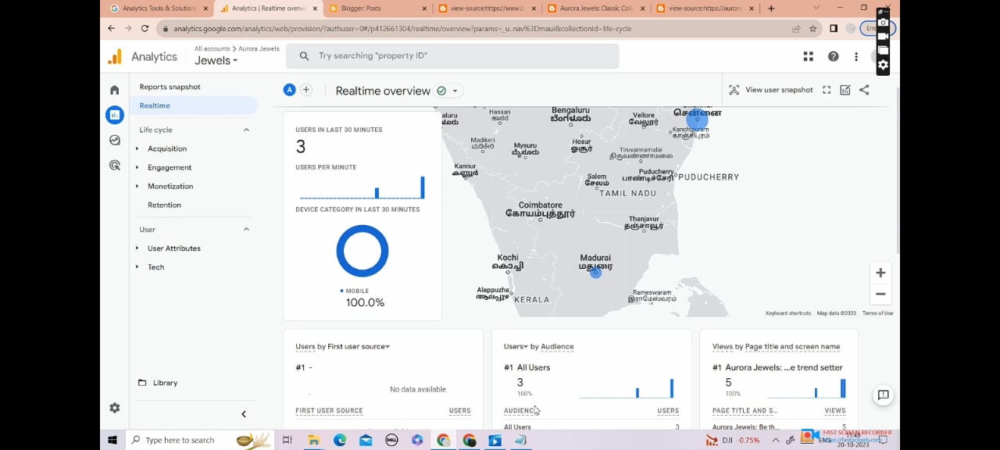 Analytics Tools & Solutions
Analytics | Realtime overvie
Blogger: Posts
view-source:https://www.t
Aurora Jewels: Classic Coll
view-source:https://aurora
analytics.google.com/analytics/web/provision/?authuser=0#/p412661304/realtime/overview?params=_u..nav%3Dmaui&collectionId=life-cycle
Analytics
All accounts > Aurora Jewels
Jewels
Try searching "property ID"
Reports snapshot
Realtime
Life cycle
Acquisition
Engagement
Monetization
Retention
User
User Attributes
Tech
Library
A
Realtime overview
View user snapshot
USERS IN LAST 30 MINUTES
3
USERS PER MINUTE
DEVICE CATEGORY IN LAST 30 MINUTES
MOBILE
100.0%
Hassan
ಹಾಸನ
Bengaluru
ಬೆಂಗಳೂರು
Vellore
வேலூர்
சென்னை
Kanchipuram
காஞ்சிபுரம்
Madikeri
ಮಡಿಕೇರಿ
Mysuru
ಮೈಸೂರು
Hosur
ஓசூர்
Tiruvannamalai
திருவண்ணாமலை
Kannur
കണ്ണൂർ
Salem
சேலம்
Puducherry
பாண்டிச்சேரி
PUDUCHERRY
TAMIL NADU
Coimbatore
கோயம்புத்தூர்
Thanjavur
தஞ்சாவூர்
Kochi
കൊച്ചി
Madurai
மதுரை
Alappuzha
ആലപ്പുഴ
KERALA
Rameswaram
இராமேஸ்வரம்
Keyboard shortcuts
Map data ©2023
Terms of Use
Users by First user source
#1 -
No data available
FIRST USER SOURCE
USERS
Users by Audience
#1 All Users
3
100%
AUDIENCE
USERS
All Users
3
Views by Page title and screen name
#1 Aurora Jewels: ...e trend setter
5
100%
PAGE TITLE AND S...
VIEWS
Aurora Jewels: Be th...
5
Type here to search
DELL
DJI -0.75%
ENG
11:49
20-10-2023
FAST SCREEN RECORDER
https://fastpctools.com